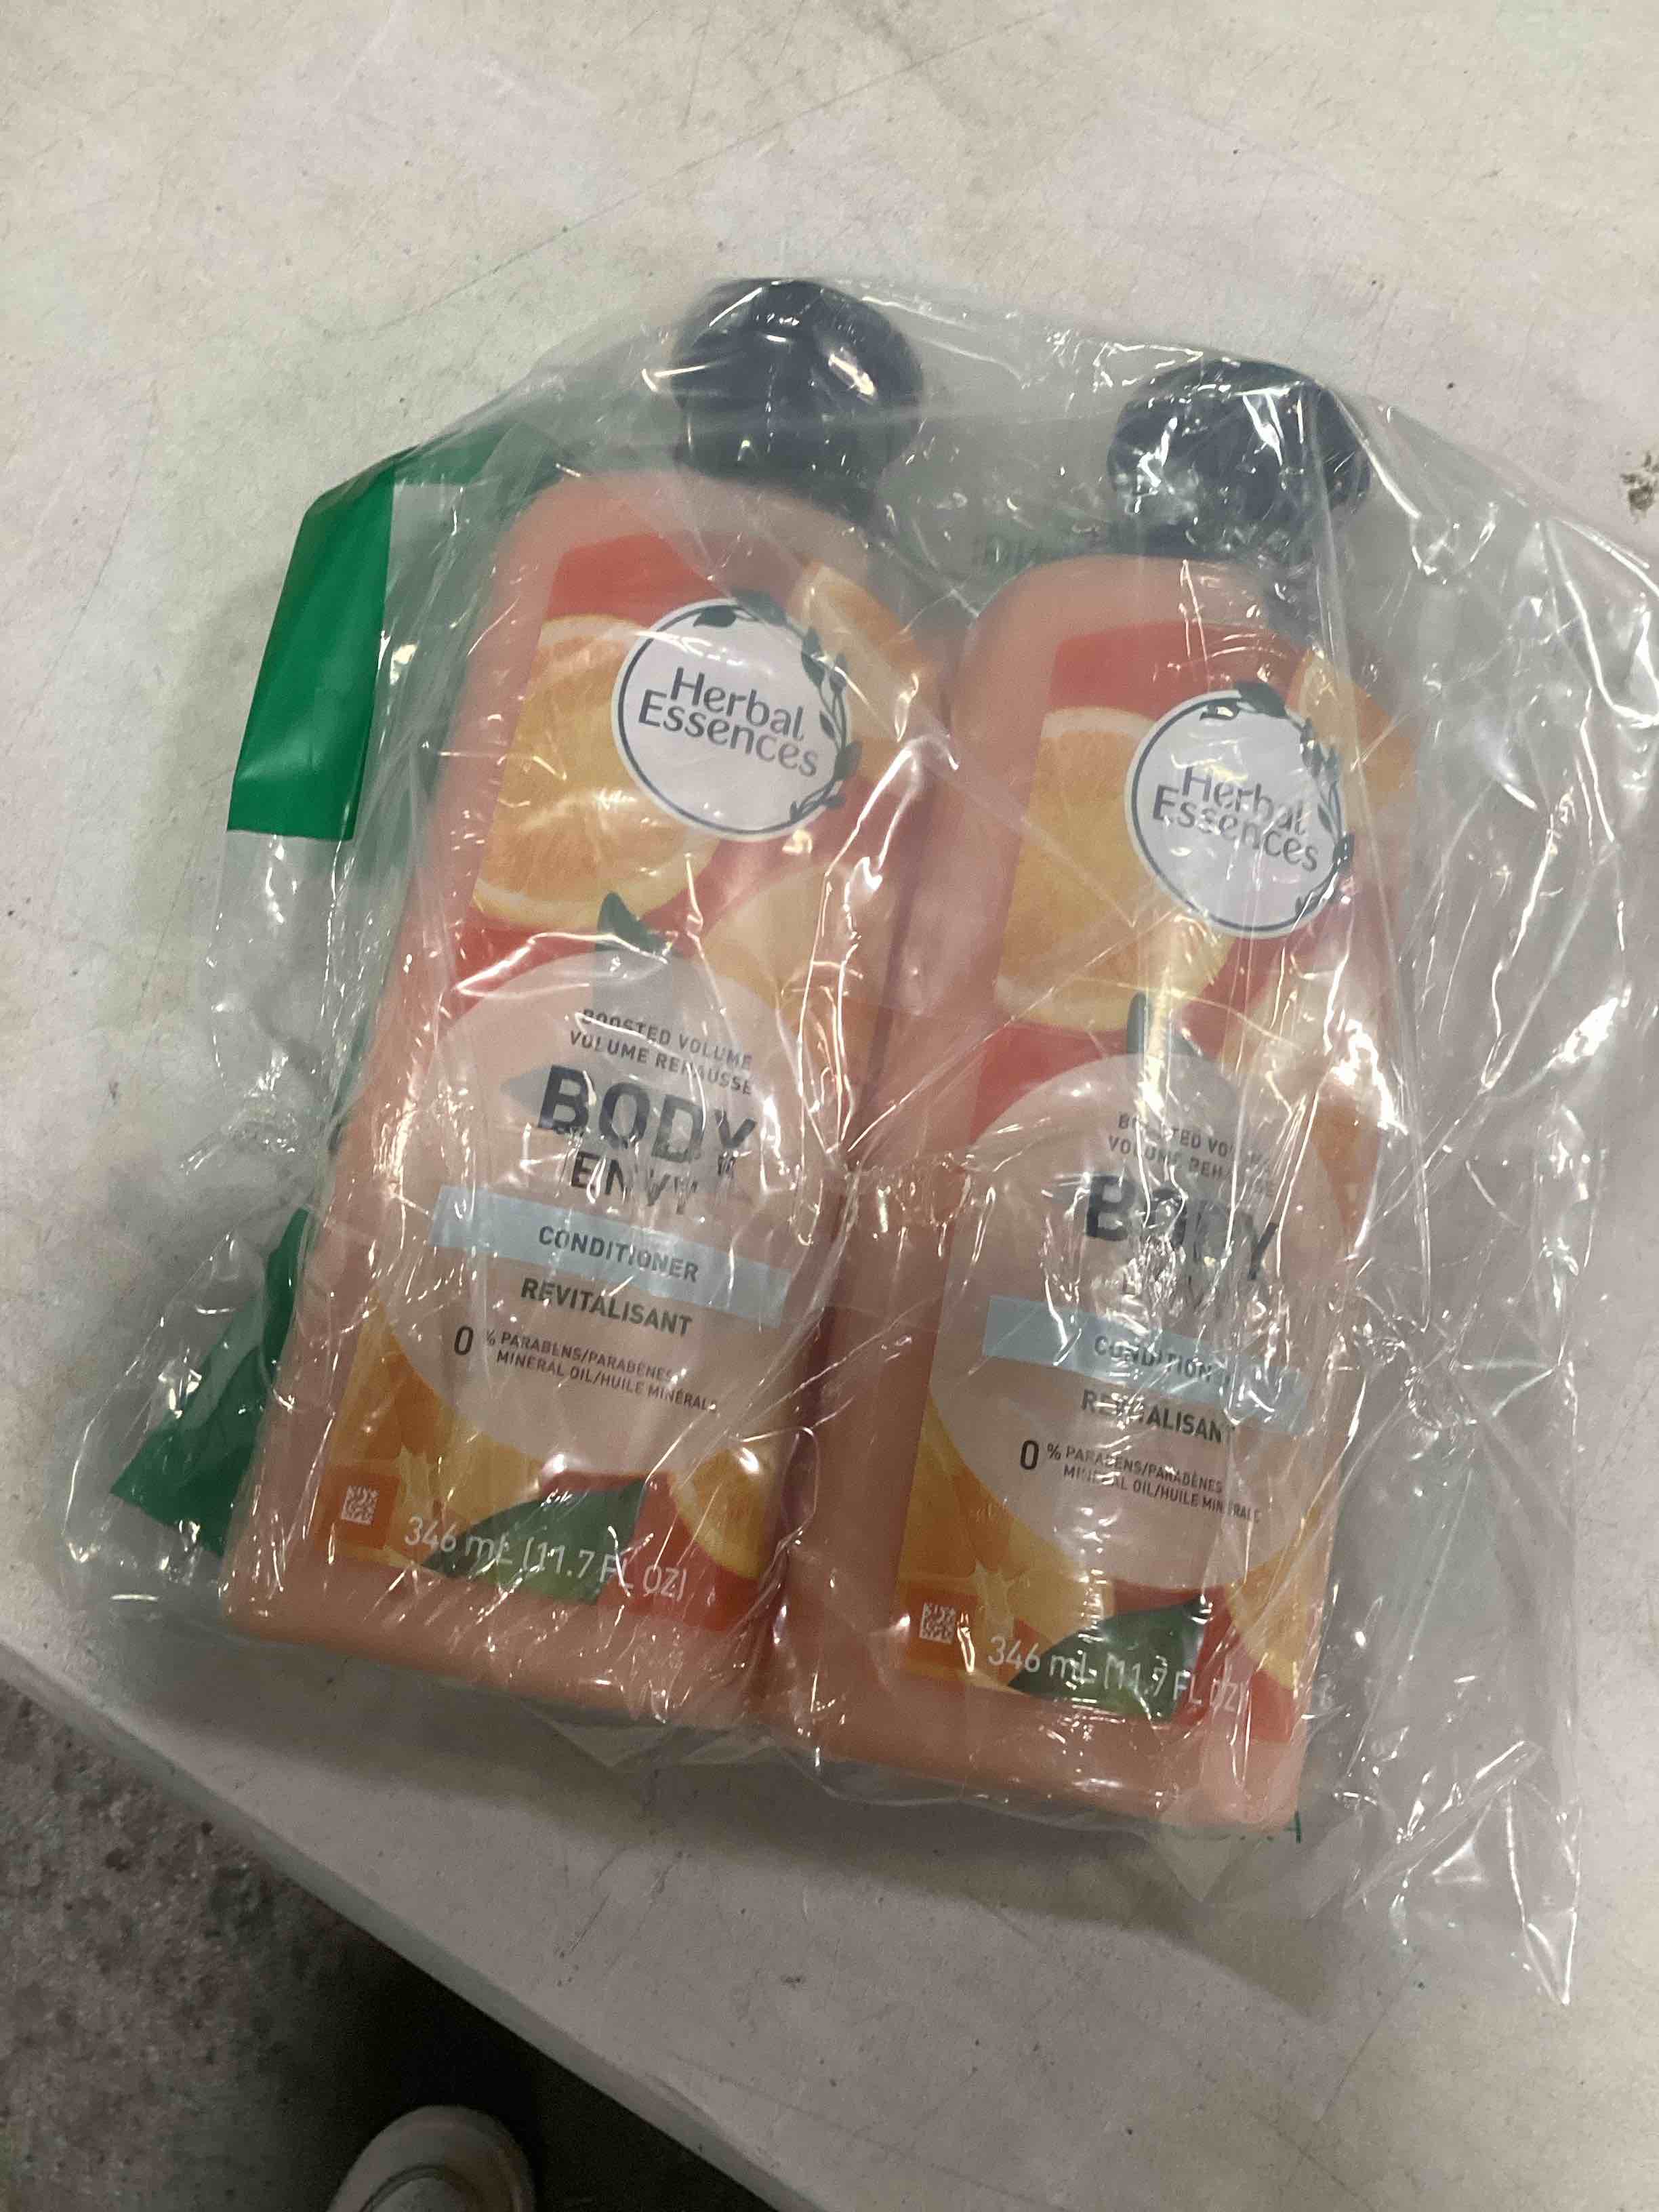 Herbal
Essences
BOOSTED VOLUME
VOLUME REHAUSSÉ
BODY
ENVY
CONDITIONER
REVITALISANT
0 % PARABENS/PARABÈNES
MINERAL OIL/HUILE MINÉRALE
346 mL (11.7 FL OZ)
Herbal
Essences
BODY
REVITALISANT
0 % PARABENS/PARABÈNES
MINERAL OIL/HUILE MINÉRALE
346 mL (11.7 FL OZ)